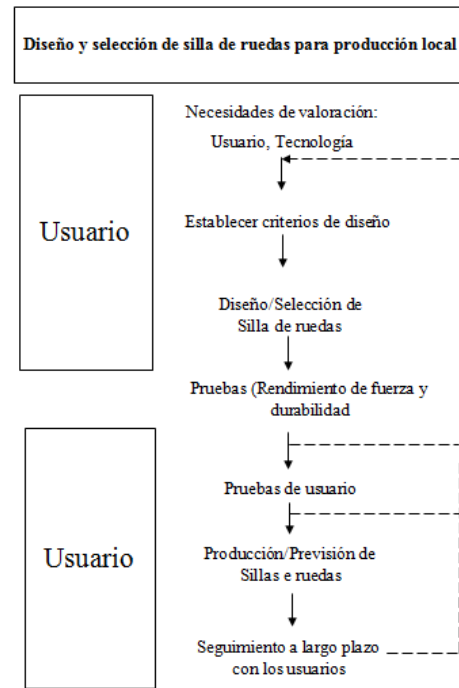 Diseño y selección de silla de ruedas para producción local
Necesidades de valoración:
Usuario, Tecnología
Usuario
Establecer criterios de diseño
Diseño/Selección de
Silla de ruedas
Pruebas (Rendimiento de fuerza y
durabilidad
Pruebas de usuario
Usuario
Producción/Previsión de
Sillas e ruedas
Seguimiento a largo plazo
con los usuarios